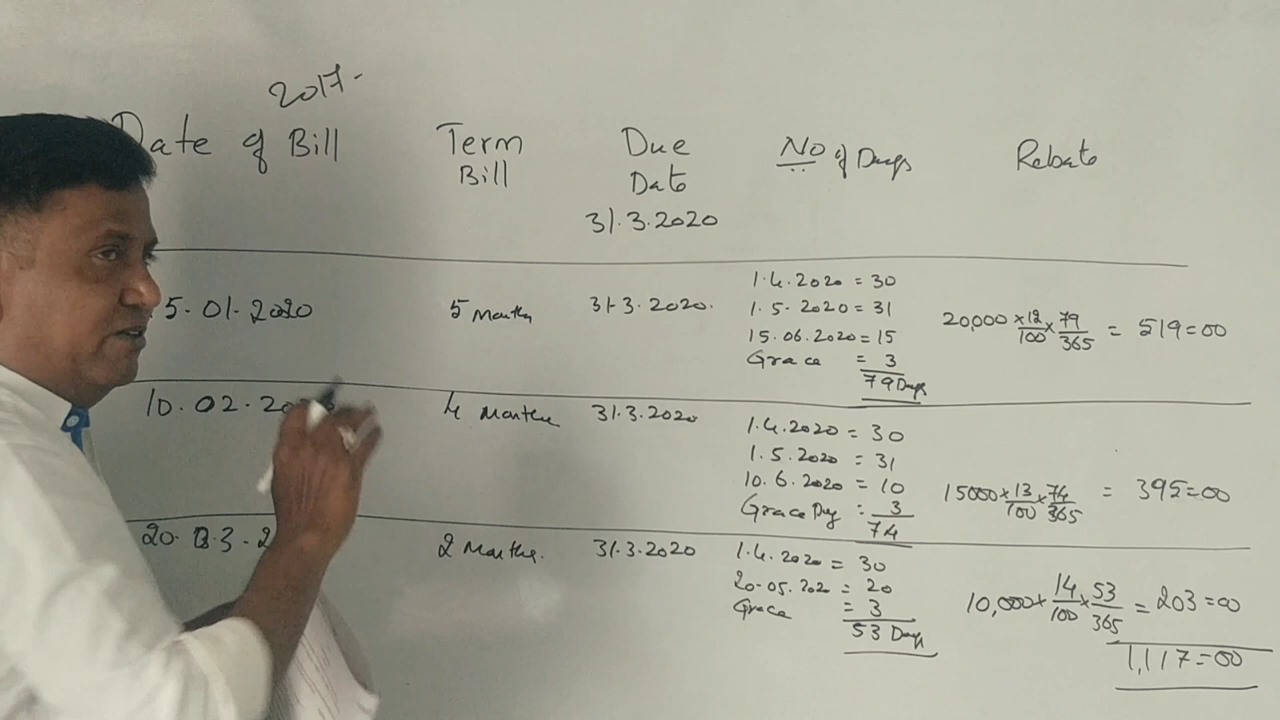 2017-
Date of Bill
Term Bill
Due Date
31.3.2020
No of Days
Rebate
5.01.2020
5 Months
31.3.2020.
1.4.2020 = 30
1.5.2020 = 31
15.06.2020 = 15
Grace = 3
79 Days
20,000 × 12/100 × 79/365 = 519=00
10.02.20
4 Months
31.3.2020
1.4.2020 = 30
1.5.2020 = 31
10.6.2020 = 10
Grace Day = 3
74
15000 × 13/100 × 74/365 = 395=00
20.03.2
2 Months.
31.3.2020
1.4.2020 = 30
20-05.2020 = 20
Grace = 3
53 Days
10,000 × 14/100 × 53/365 = 203=00
1,117=00